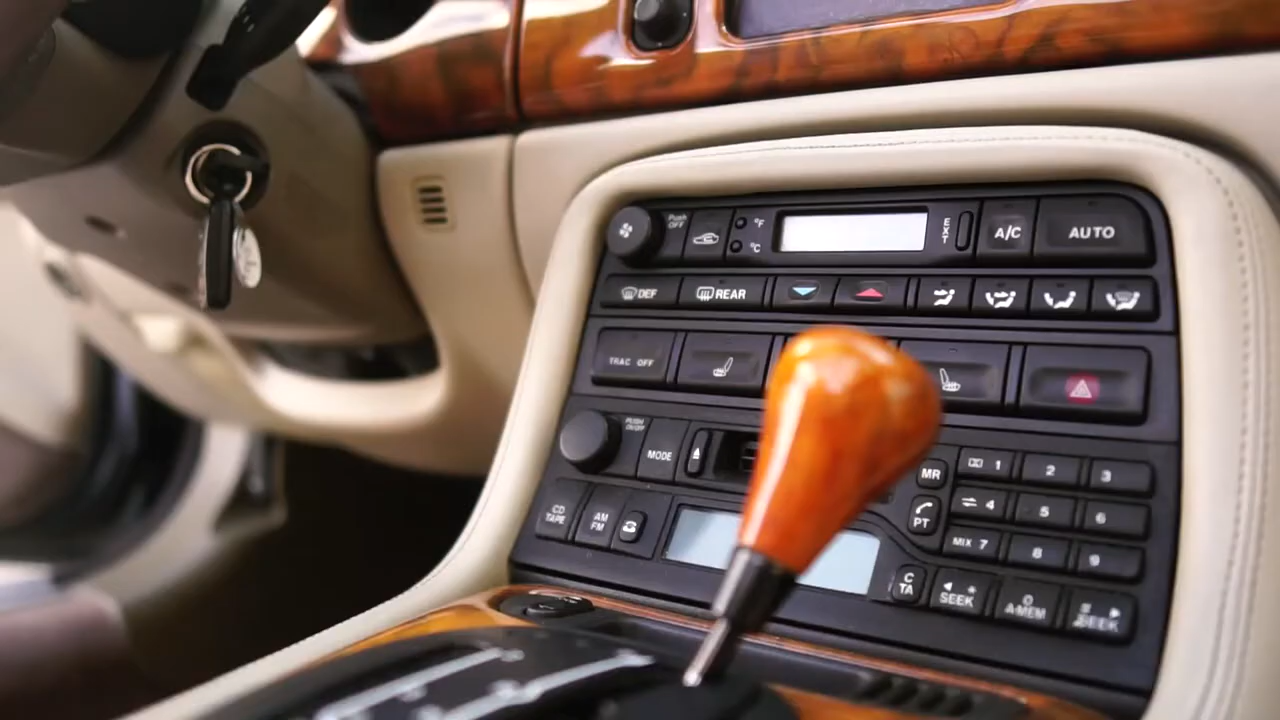 Push OFF
°F
°C
EXT
A/C
AUTO
DEF
REAR
TRAC OFF
PUSH ON/OFF
MODE
MR
1
2
3
CD TAPE
AM FM
PT
4
5
6
MIX 7
8
9
C TA
SEEK
A-MEM
SEEK